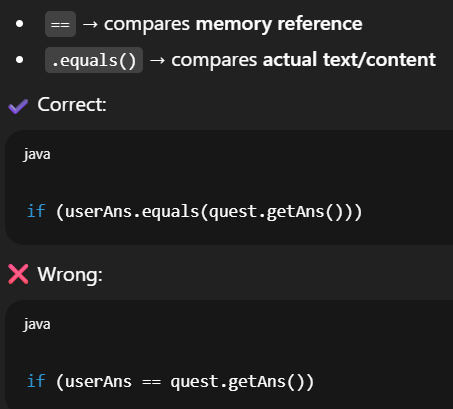 == → compares memory reference
.equals() → compares actual text/content
Correct:
java
if (userAns.equals(quest.getAns()))
Wrong:
java
if (userAns == quest.getAns())